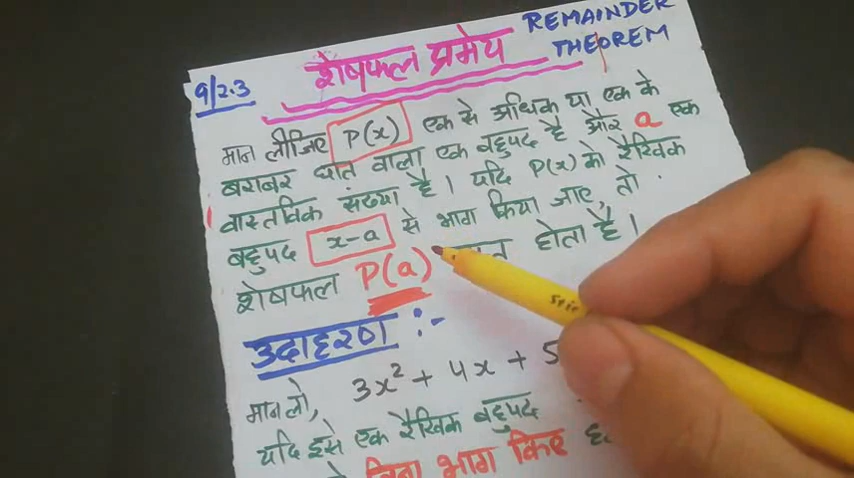 शेषफल प्रमेय
REMAINDER
THEOREM
9/2.3
मान लीजिए P(x) एक से अधिक या एक के
बराबर घात वाला एक बहुपद है और a एक
वास्तविक संख्या है। यदि P(x) को रैखिक
बहुपद x-a से भाग किया जाए, तो
शेषफल P(a) होता है।
उदाहरण :-
मान लो, 3x² + 4x + 5
यदि इसे एक रैखिक बहुपद
बिना भाग किए